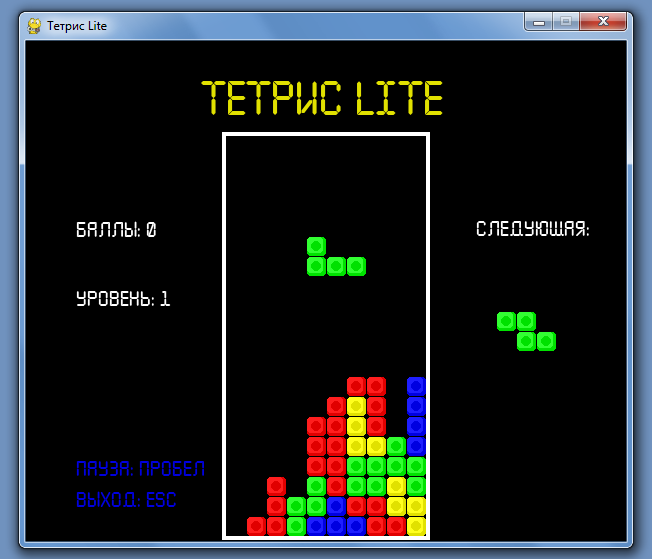 Тетрис Lite
ТЕТРИС LITE
БАЛЛЫ: 0
СЛЕДУЮЩАЯ:
УРОВЕНЬ: 1
ПАУЗА: ПРОБЕЛ
ВЫХОД: ESC